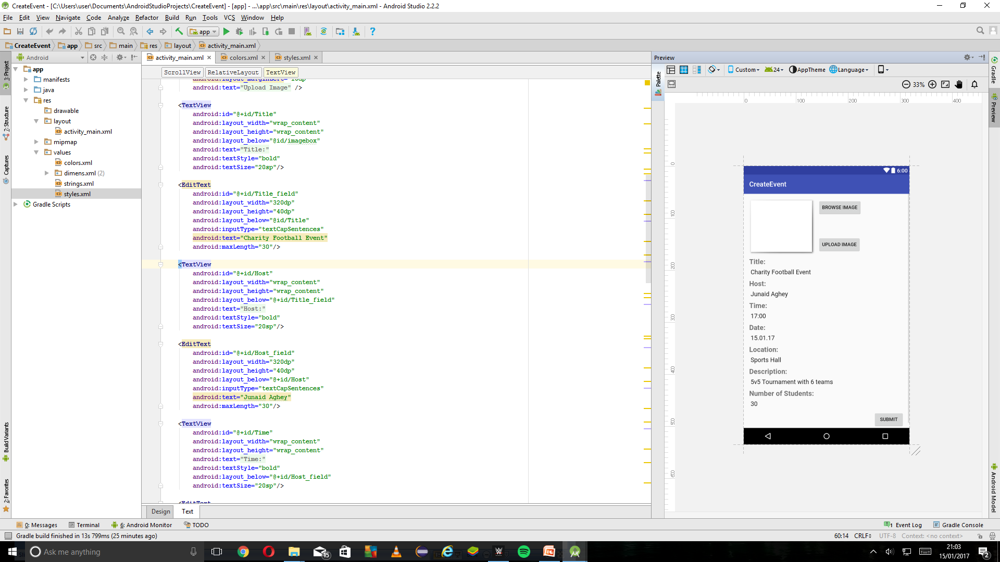 CreateEvent - [C:\Users\user\Documents\AndroidStudioProjects\CreateEvent] - [app] - ...\app\src\main\res\layout\activity_main.xml - Android Studio 2.2.2
File Edit View Navigate Code Analyze Refactor Build Run Tools VCS Window Help
app
CreateEvent app src main res layout activity_main.xml
Android
activity_main.xml colors.xml styles.xml
Preview
1: Project
7: Structure
Captures
Build Variants
2: Favorites
app
manifests
java
res
drawable
layout
activity_main.xml
mipmap
values
colors.xml
dimens.xml (2)
strings.xml
styles.xml
Gradle Scripts
ScrollView RelativeLayout TextView
android:text="Upload Image" />
<TextView
android:id="@+id/Title"
android:layout_width="wrap_content"
android:layout_height="wrap_content"
android:layout_below="@id/imagebox"
android:text="Title:"
android:textStyle="bold"
android:textSize="20sp"/>
<EditText
android:id="@+id/Title_field"
android:layout_width="320dp"
android:layout_height="40dp"
android:layout_below="@id/Title"
android:inputType="textCapSentences"
android:text="Charity Football Event"
android:maxLength="30"/>
<TextView
android:id="@+id/Host"
android:layout_width="wrap_content"
android:layout_height="wrap_content"
android:layout_below="@+id/Title_field"
android:text="Host:"
android:textStyle="bold"
android:textSize="20sp"/>
<EditText
android:id="@+id/Host_field"
android:layout_width="320dp"
android:layout_height="40dp"
android:layout_below="@+id/Host"
android:inputType="textCapSentences"
android:text="Junaid Aghey"
android:maxLength="30"/>
<TextView
android:id="@+id/Time"
android:layout_width="wrap_content"
android:layout_height="wrap_content"
android:text="Time:"
android:textStyle="bold"
android:layout_below="@+id/Host_field"
android:textSize="20sp"/>
<EditText
Design Text
Palette
Custom 24 AppTheme Language
33%
0 100 200 300 400
0
100
200
300
400
500
600
6:00
CreateEvent
BROWSE IMAGE
UPLOAD IMAGE
Title:
Charity Football Event
Host:
Junaid Aghey
Time:
17:00
Date:
15.01.17
Location:
Sports Hall
Description:
5v5 Tournament with 6 teams
Number of Students:
30
SUBMIT
Gradle
Preview
Android Model
0: Messages Terminal 6: Android Monitor TODO 1 Event Log Gradle Console
Gradle build finished in 13s 799ms (25 minutes ago) 60:14 CRLF UTF-8 Context: <no context>
Ask me anything 15 21:03
15/01/2017 2